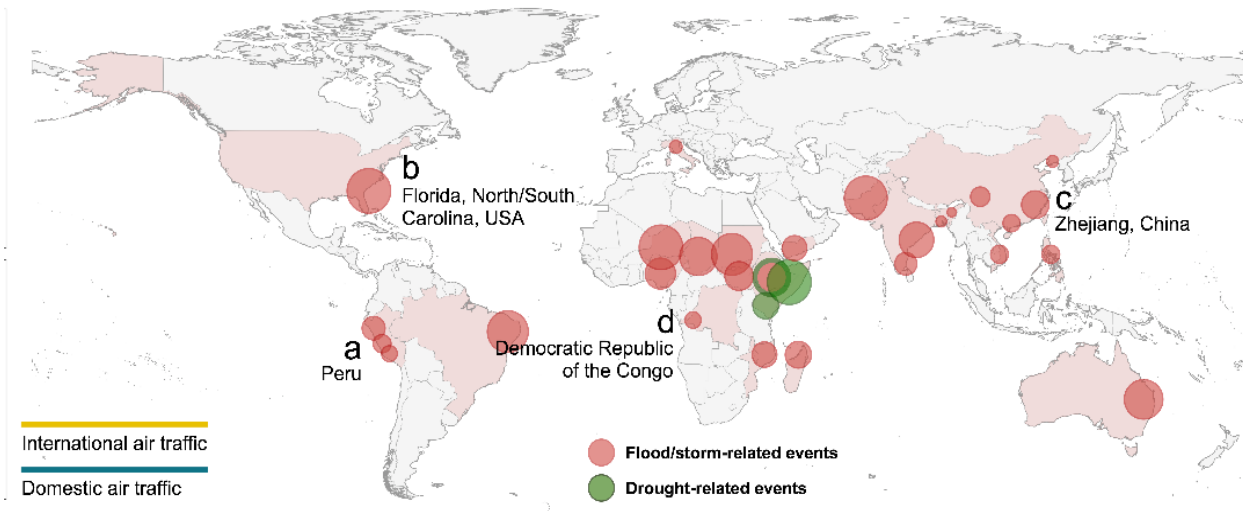 b
Florida, North/South
Carolina, USA
c
Zhejiang, China
a
Peru
d
Democratic Republic
of the Congo
International air traffic
Domestic air traffic
Flood/storm-related events
Drought-related events